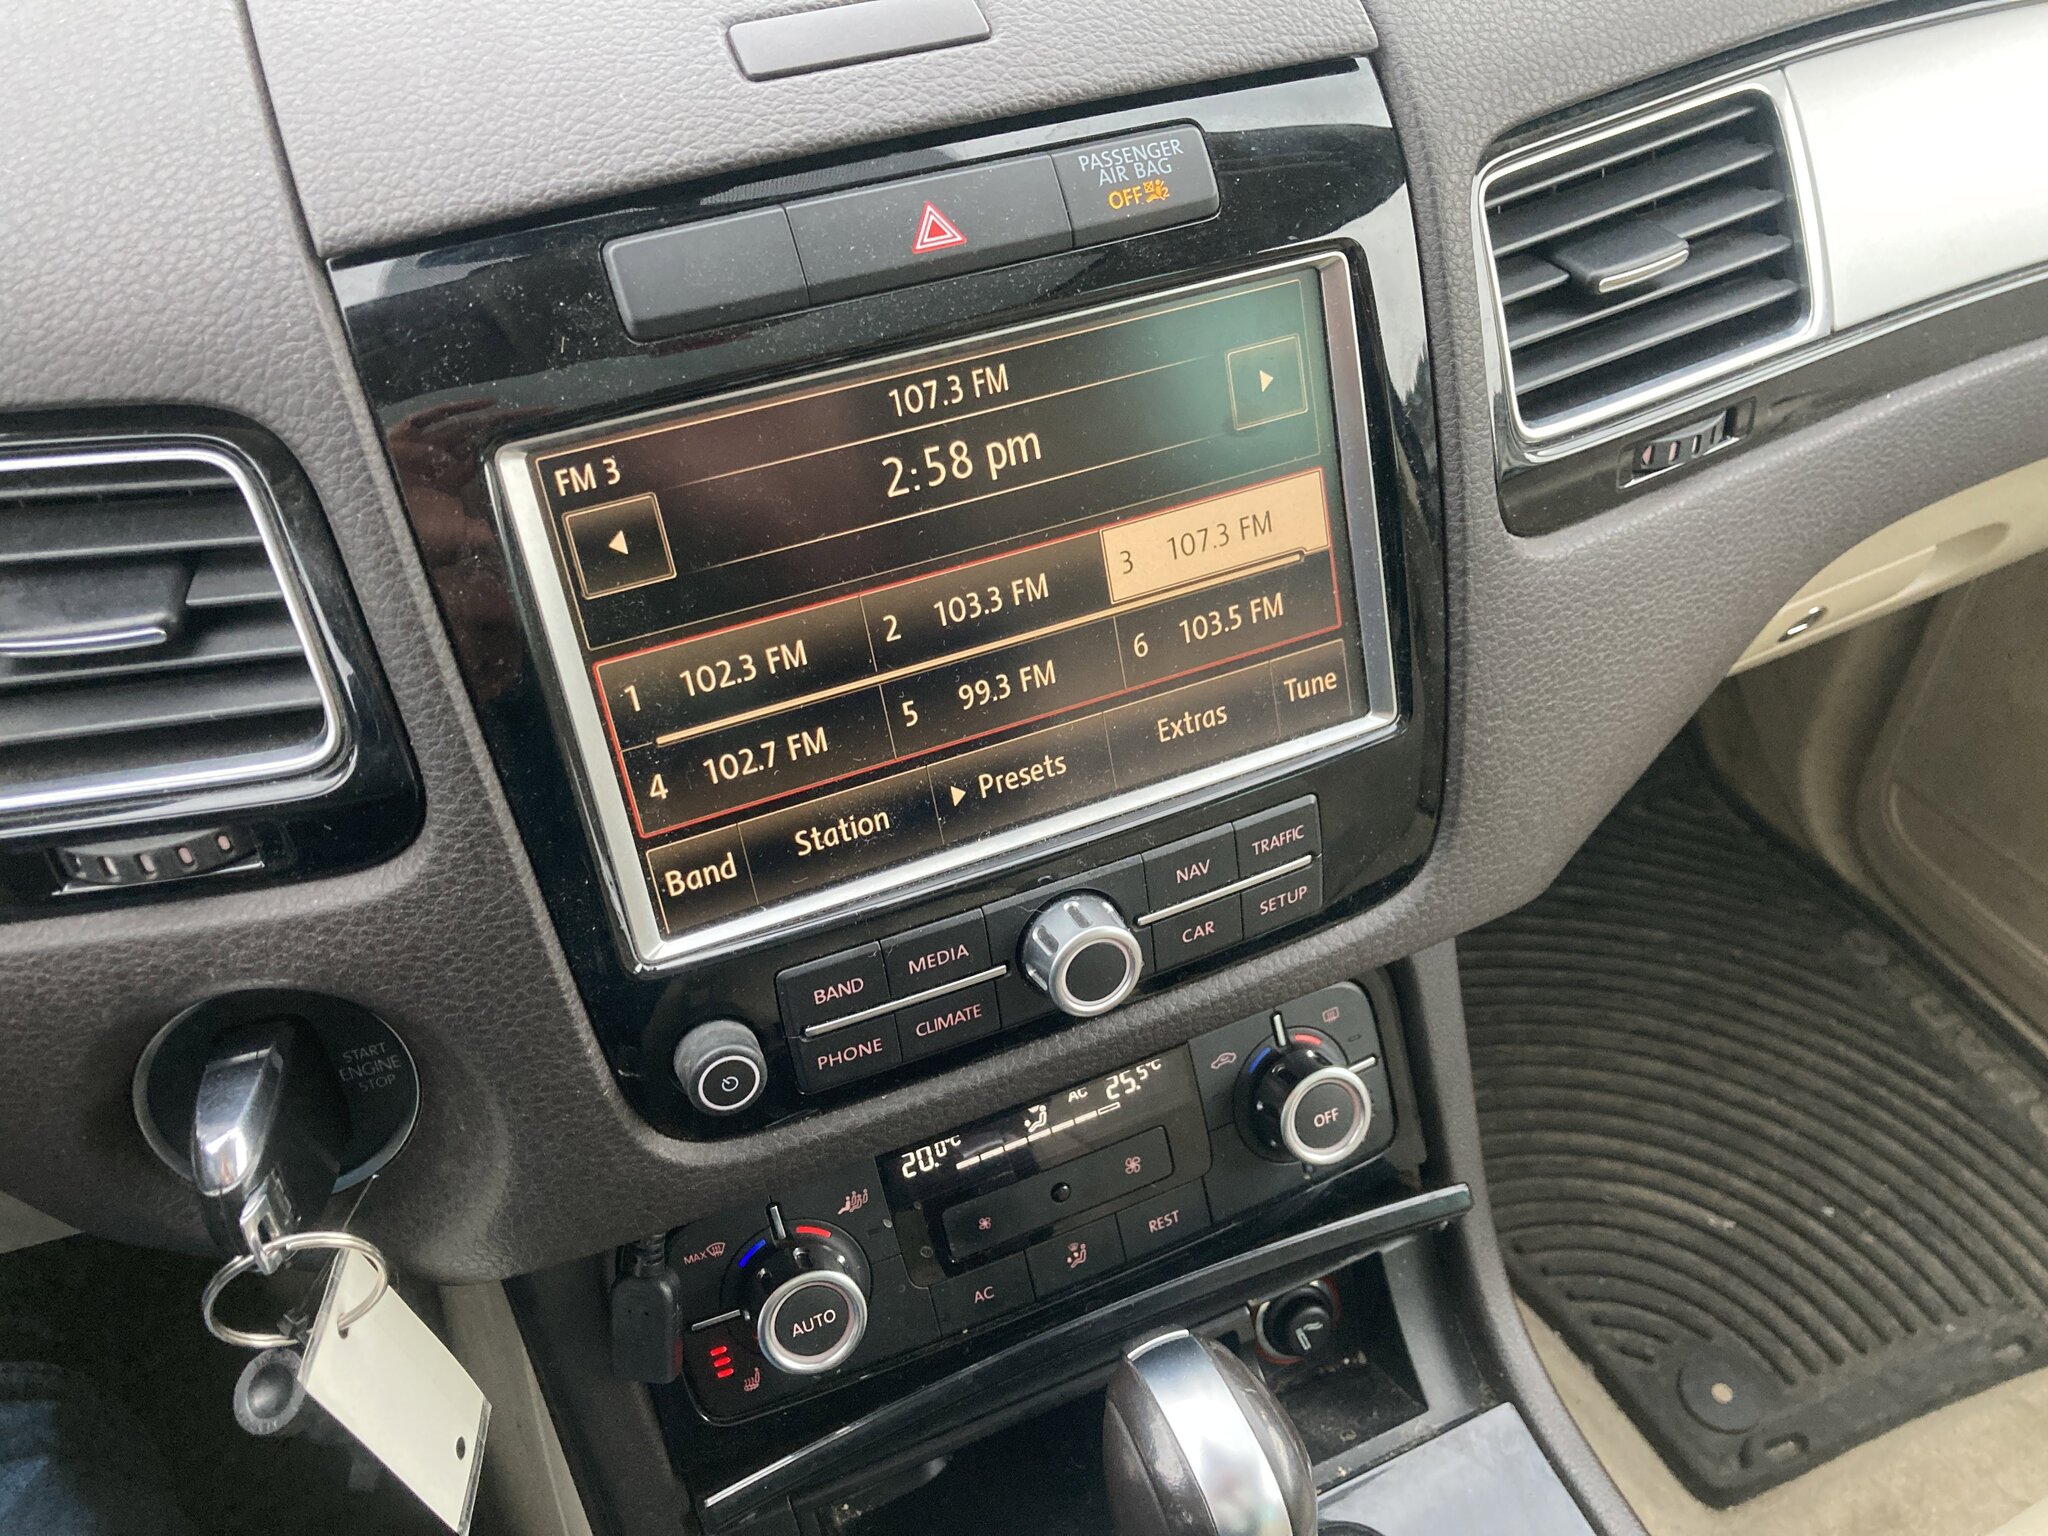 PASSENGER
AIR BAG
OFF
107.3 FM
FM 3
2:58 pm
1 102.3 FM
2 103.3 FM
3 107.3 FM
4 102.7 FM
5 99.3 FM
6 103.5 FM
Band
Station
Presets
Extras
Tune
BAND
MEDIA
NAV
TRAFFIC
PHONE
CLIMATE
CAR
SETUP
START
ENGINE
STOP
20.0°C
AC
25.5°C
OFF
MAX
REST
AC
AUTO